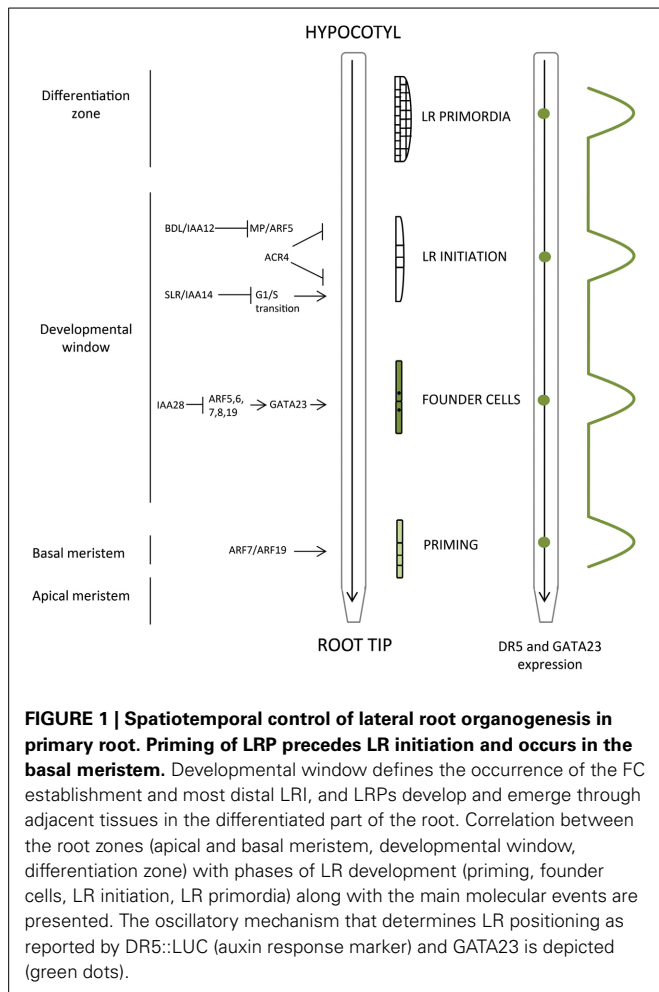 HYPOCOTYL
Differentiation
zone
LR PRIMORDIA
BDL/IAA12
MP/ARF5
ACR4
LR INITIATION
SLR/IAA14
G1/S
transition
Developmental
window
IAA28
ARF5,6,
7,8,19
GATA23
FOUNDER CELLS
Basal meristem
ARF7/ARF19
PRIMING
Apical meristem
ROOT TIP
DR5 and GATA23
expression
FIGURE 1 | Spatiotemporal control of lateral root organogenesis in
primary root. Priming of LRP precedes LR initiation and occurs in the
basal meristem. Developmental window defines the occurrence of the FC
establishment and most distal LRI, and LRPs develop and emerge through
adjacent tissues in the differentiated part of the root. Correlation between
the root zones (apical and basal meristem, developmental window,
differentiation zone) with phases of LR development (priming, founder
cells, LR initiation, LR primordia) along with the main molecular events are
presented. The oscillatory mechanism that determines LR positioning as
reported by DR5::LUC (auxin response marker) and GATA23 is depicted
(green dots).